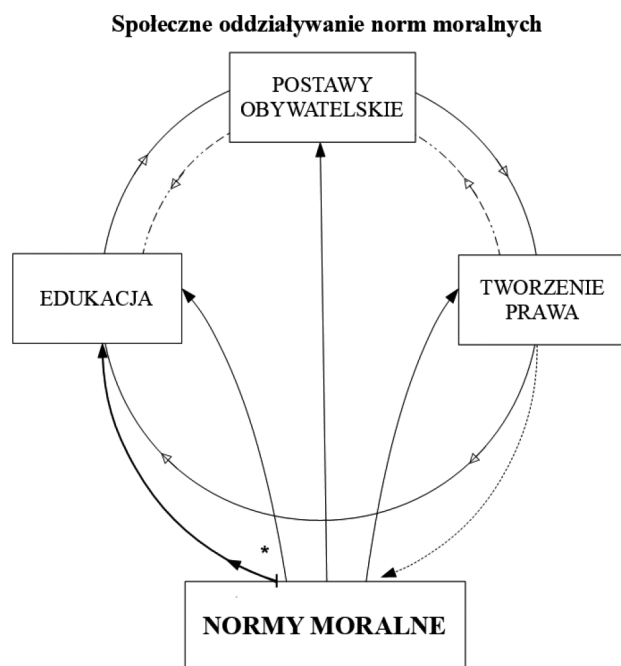 Społeczne oddziaływanie norm moralnych
POSTAWY
OBYWATELSKIE
EDUKACJA
TWORZENIE
PRAWA
*
NORMY MORALNE